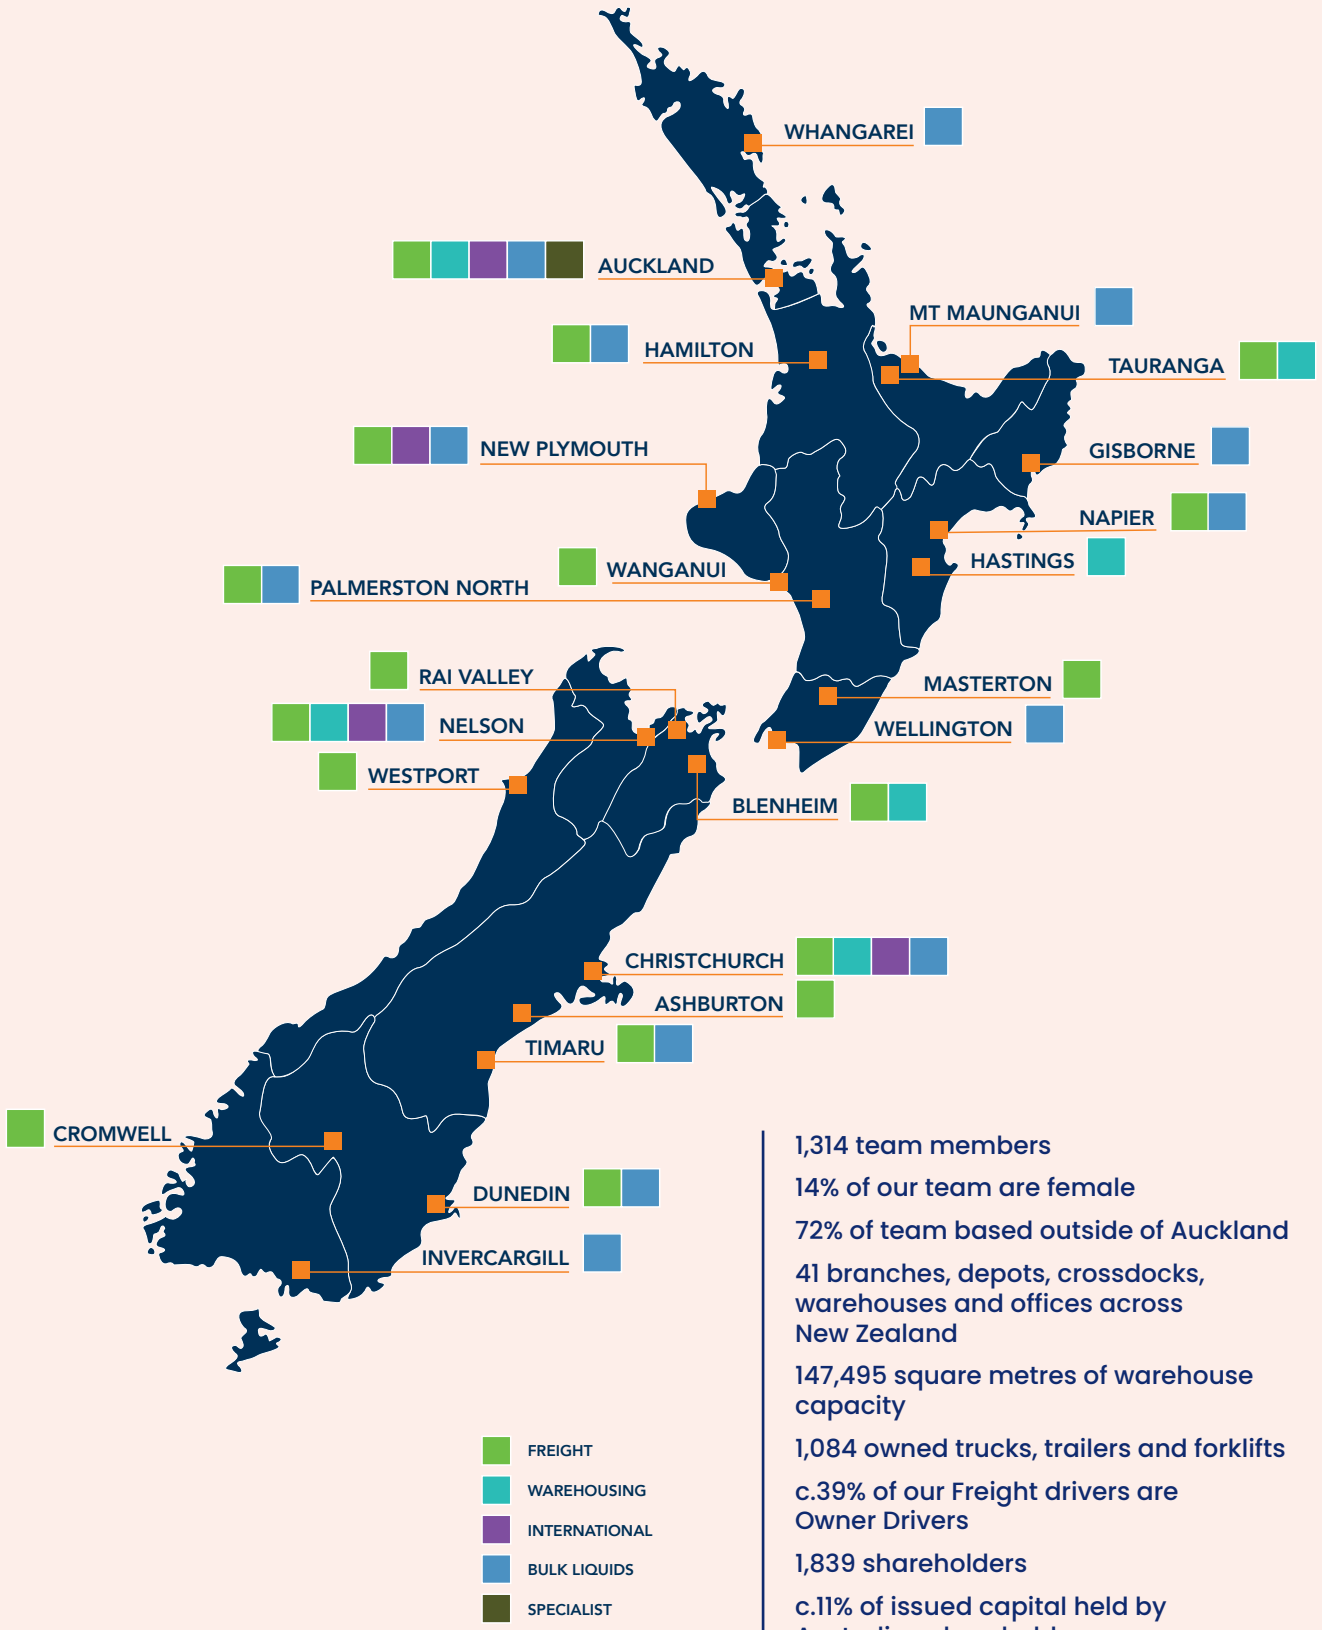 WHANGAREI
AUCKLAND
MT MAUNGANUI
HAMILTON
TAURANGA
NEW PLYMOUTH
GISBORNE
NAPIER
HASTINGS
WANGANUI
PALMERSTON NORTH
RAI VALLEY
MASTERTON
NELSON
WELLINGTON
WESTPORT
BLENHEIM
CHRISTCHURCH
ASHBURTON
TIMARU
CROMWELL
DUNEDIN
INVERCARGILL
1,314 team members
14% of our team are female
72% of team based outside of Auckland
41 branches, depots, crossdocks,
warehouses and offices across
New Zealand
147,495 square metres of warehouse
capacity
1,084 owned trucks, trailers and forklifts
c.39% of our Freight drivers are
Owner Drivers
1,839 shareholders
c.11% of issued capital held by
FREIGHT
WAREHOUSING
INTERNATIONAL
BULK LIQUIDS
SPECIALIST